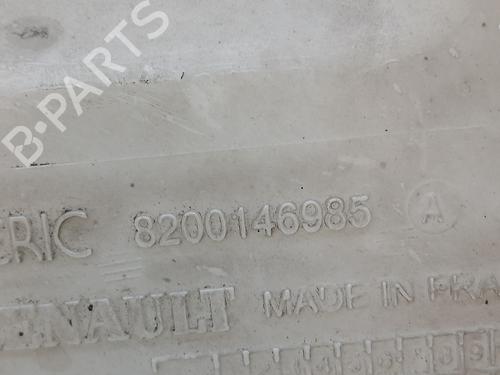 B-PARTS
ERIC 8200146985 A
RENAULT MADE IN FRA